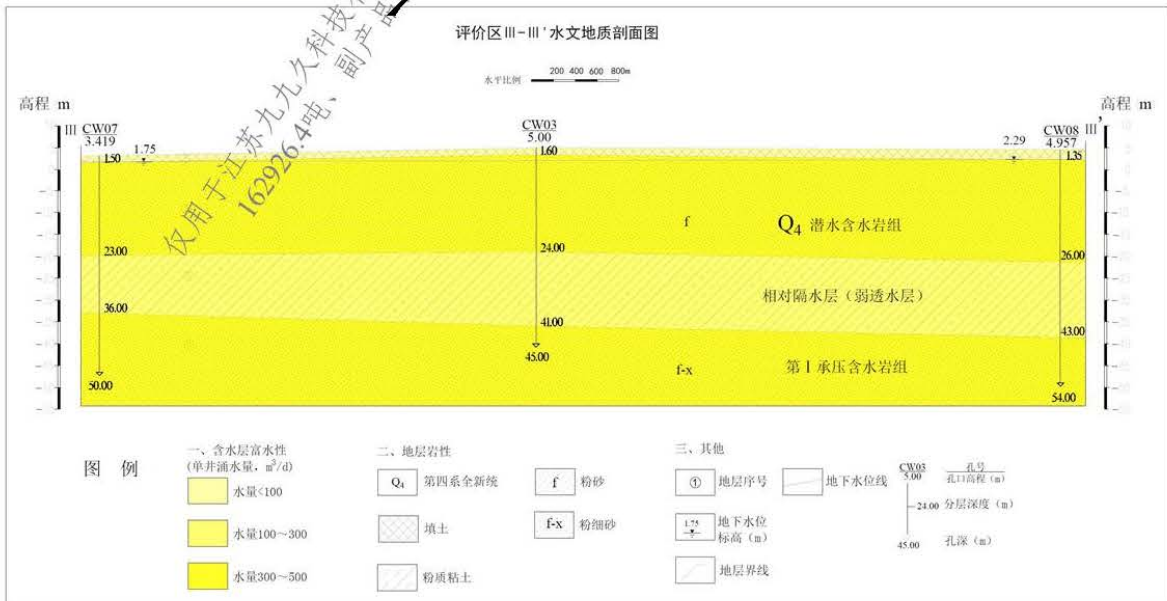 评价区Ⅲ-Ⅲ'水文地质剖面图
水平比例 200 400 600 800m
高程 m
高程 m
Ⅲ CW07
3.419
CW03
5.00
CW08 Ⅲ'
4.957
1.75
2.29
1.50
1.60
1.35
f
Q4 潜水含水岩组
23.00
24.00
26.00
相对隔水层（弱透水层）
36.00
41.00
43.00
45.00
f-x
第Ⅰ承压含水岩组
50.00
54.00
仅用于江苏九九久科技有
162926.4吨、副产品
图 例
一、含水层富水性
(单井涌水量，m³/d)
水量<100
水量100～300
水量300～500
二、地层岩性
Q4 第四系全新统
填土
粉质粘土
f 粉砂
f-x 粉细砂
三、其他
① 地层序号
地下水位线
1.75 地下水位
标高（m）
地层界线
CW03 孔号
5.00 孔口高程（m）
24.00 分层深度（m）
45.00 孔深（m）